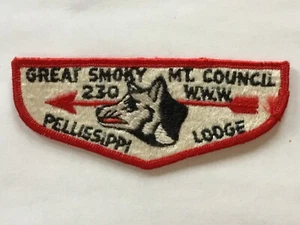 GREAT SMOKY MT. COUNCIL
230 W.W.W.
PELLISSIPPI LODGE